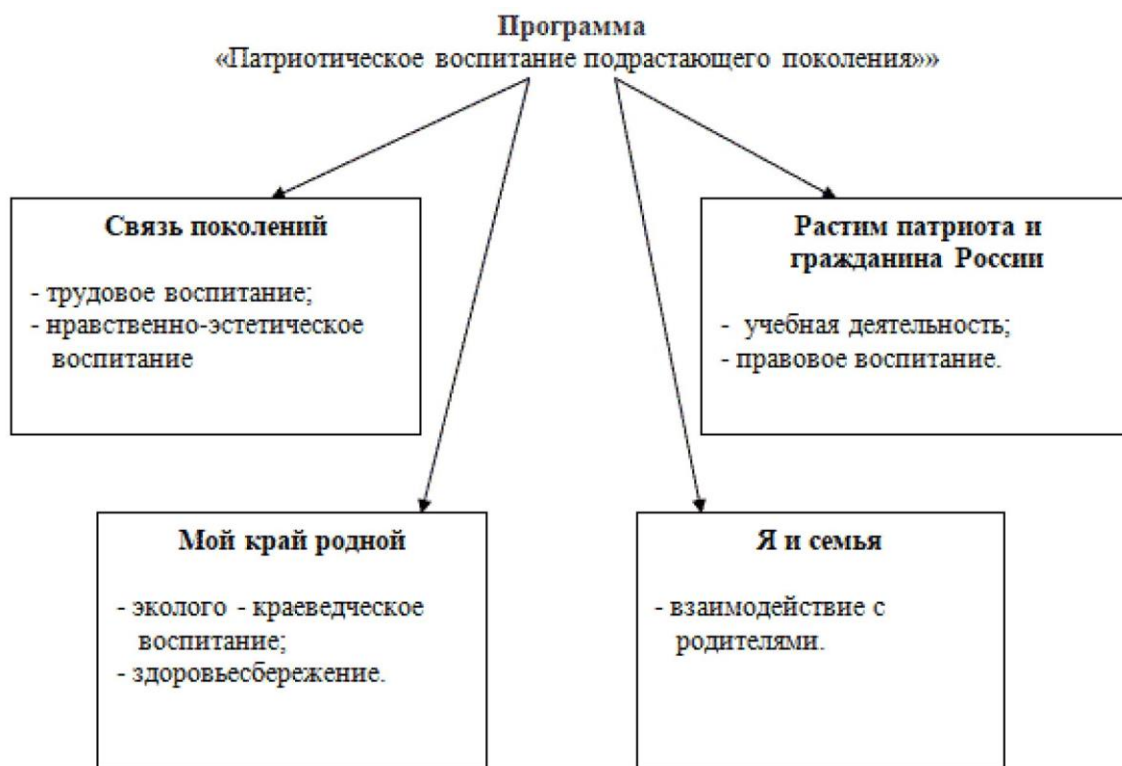 Программа
«Патриотическое воспитание подрастающего поколения»»
Связь поколений
- трудовое воспитание;
- нравственно-эстетическое
воспитание
Растим патриота и
гражданина России
- учебная деятельность;
- правовое воспитание.
Мой край родной
- эколого - краеведческое
воспитание;
- здоровьесбережение.
Я и семья
- взаимодействие с
родителями.